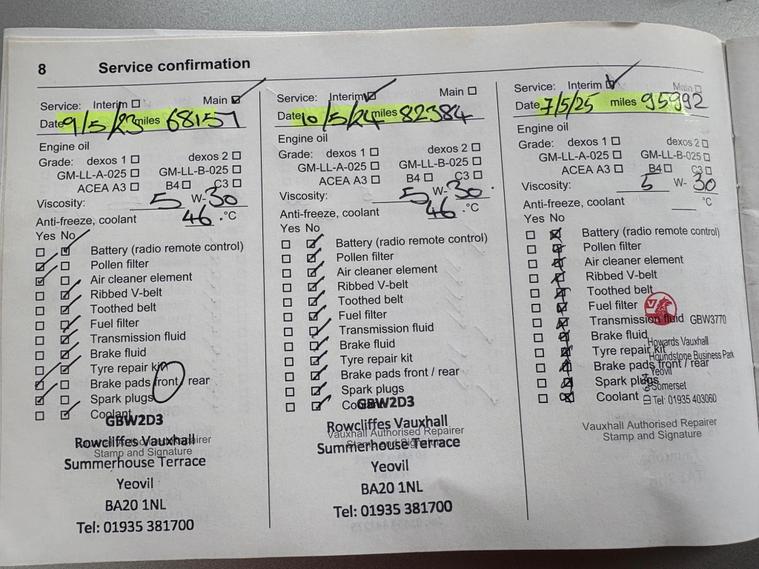 8 Service confirmation
Service: Interim Main
Date 9/5/23 miles 68157
Engine oil
Grade: dexos 1 dexos 2
GM-LL-A-025 GM-LL-B-025
ACEA A3 B4 C3
Viscosity: 5 W- 30
Anti-freeze, coolant 46 °C
Yes No
Battery (radio remote control)
Pollen filter
Air cleaner element
Ribbed V-belt
Toothed belt
Fuel filter
Transmission fluid
Brake fluid
Tyre repair kit
Brake pads front / rear
Spark plugs
Coolant
GBW2D3
Rowcliffes Vauxhall
Stamp and Signature
Summerhouse Terrace
Yeovil
BA20 1NL
Tel: 01935 381700
Service: Interim Main
Date 10/5/24 miles 82384
Engine oil
Grade: dexos 1 dexos 2
GM-LL-A-025 GM-LL-B-025
ACEA A3 B4 C3
Viscosity: 5 W- 30
Anti-freeze, coolant 46 °C
Yes No
Battery (radio remote control)
Pollen filter
Air cleaner element
Ribbed V-belt
Toothed belt
Fuel filter
Transmission fluid
Brake fluid
Tyre repair kit
Brake pads front / rear
Spark plugs
Coolant
GBW2D3
Rowcliffes Vauxhall
Vauxhall Authorised Repairer
Stamp and Signature
Summerhouse Terrace
Yeovil
BA20 1NL
Tel: 01935 381700
Service: Interim Main
Date 7/5/25 miles 95992
Engine oil
Grade: dexos 1 dexos 2
GM-LL-A-025 GM-LL-B-025
ACEA A3 B4 C3
Viscosity: 5 W- 30
Anti-freeze, coolant °C
Yes No
Battery (radio remote control)
Pollen filter
Air cleaner element
Ribbed V-belt
Toothed belt
Fuel filter
Transmission fluid GBW3770
Brake fluid
Howards Vauxhall
Tyre repair kit
Houndstone Business Park
Brake pads front / rear
Yeovil
Spark plugs
Somerset
Coolant
Tel: 01935 403060
Vauxhall Authorised Repairer
Stamp and Signature